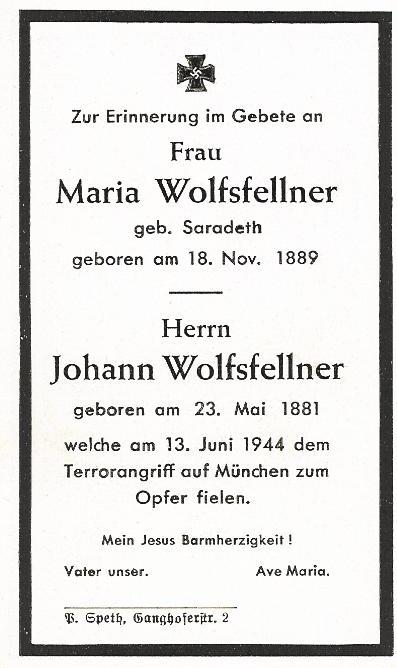 Zur Erinnerung im Gebete an
Frau
Maria Wolfsfellner
geb. Saradeth
geboren am 18. Nov. 1889
Herrn
Johann Wolfsfellner
geboren am 23. Mai 1881
welche am 13. Juni 1944 dem
Terrorangriff auf München zum
Opfer fielen.
Mein Jesus Barmherzigkeit !
Vater unser. Ave Maria.
P. Speth, Ganghoferstr. 2